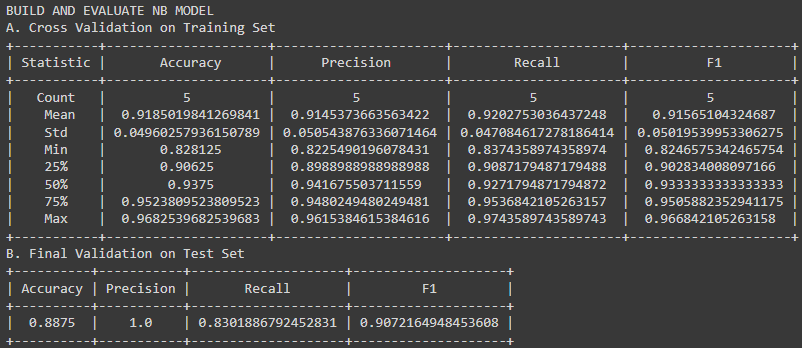 BUILD AND EVALUATE NB MODEL
A. Cross Validation on Training Set
+-----------+---------------------+----------------------+----------------------+---------------------+
| Statistic | Accuracy | Precision | Recall | F1 |
+-----------+---------------------+----------------------+----------------------+---------------------+
| Count | 5 | 5 | 5 | 5 |
| Mean | 0.9185019841269841 | 0.9145373663563422 | 0.9202753036437248 | 0.91565104324687 |
| Std | 0.04960257936150789 | 0.050543876336071464 | 0.047084617278186414 | 0.05019539953306275 |
| Min | 0.828125 | 0.8225490196078431 | 0.8374358974358974 | 0.8246575342465754 |
| 25% | 0.90625 | 0.8988988988988988 | 0.9087179487179488 | 0.902834008097166 |
| 50% | 0.9375 | 0.941675503711559 | 0.9271794871794872 | 0.9333333333333333 |
| 75% | 0.9523809523809523 | 0.9480249480249481 | 0.9536842105263157 | 0.9505882352941175 |
| Max | 0.9682539682539683 | 0.9615384615384616 | 0.9743589743589743 | 0.966842105263158 |
+-----------+---------------------+----------------------+----------------------+---------------------+
B. Final Validation on Test Set
+----------+-----------+--------------------+--------------------+
| Accuracy | Precision | Recall | F1 |
+----------+-----------+--------------------+--------------------+
| 0.8875 | 1.0 | 0.8301886792452831 | 0.9072164948453608 |
+----------+-----------+--------------------+--------------------+